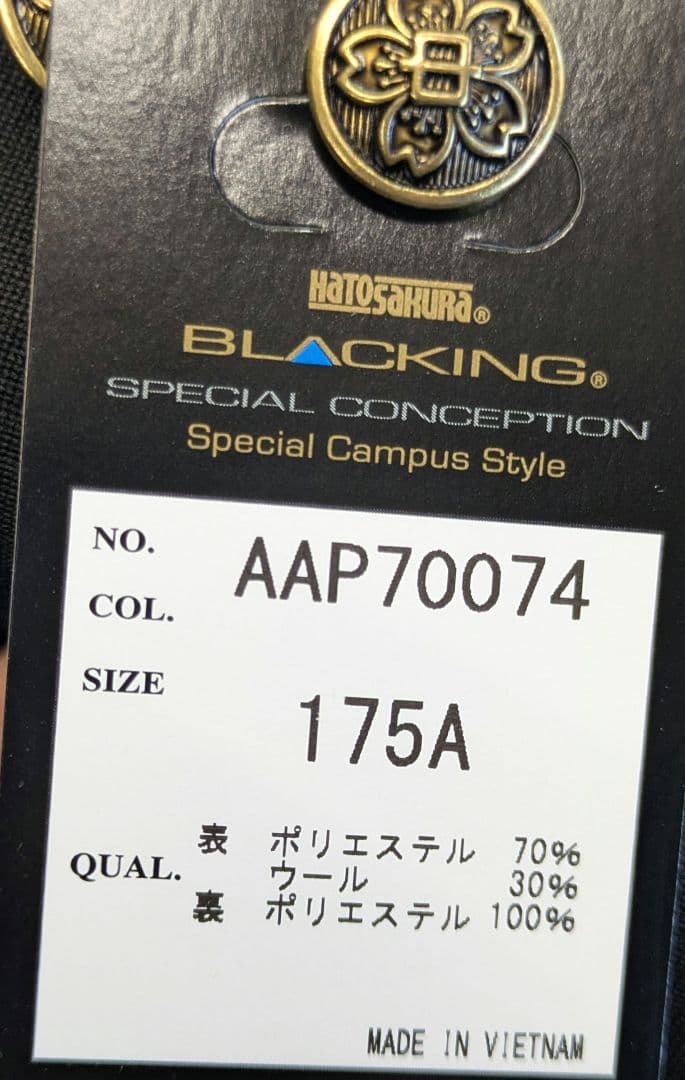 中
HATOSAKURA®
BLACKING®
SPECIAL CONCEPTION
Special Campus Style
NO. AAP70074
COL.
SIZE 175A
表 ポリエステル 70%
QUAL. ウール 30%
裏 ポリエステル 100%
MADE IN VIETNAM